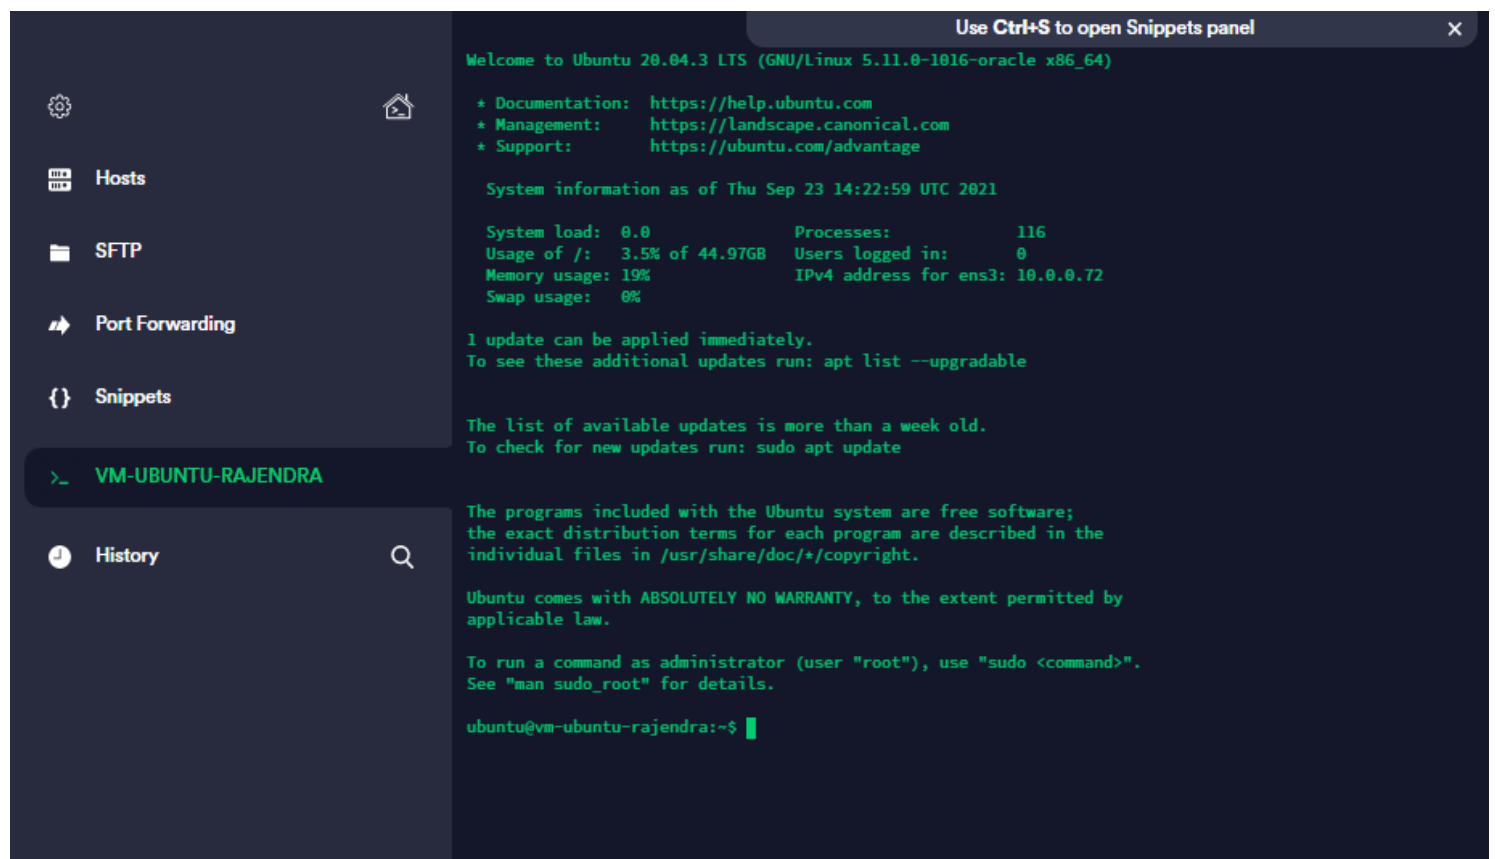 Use Ctrl+S to open Snippets panel
Hosts
SFTP
Port Forwarding
Snippets
VM-UBUNTU-RAJENDRA
History
Welcome to Ubuntu 20.04.3 LTS (GNU/Linux 5.11.0-1016-oracle x86_64)
* Documentation: https://help.ubuntu.com
* Management: https://landscape.canonical.com
* Support: https://ubuntu.com/advantage
System information as of Thu Sep 23 14:22:59 UTC 2021
System load: 0.0 Processes: 116
Usage of /: 3.5% of 44.97GB Users logged in: 0
Memory usage: 19% IPv4 address for ens3: 10.0.0.72
Swap usage: 0%
1 update can be applied immediately.
To see these additional updates run: apt list --upgradable
The list of available updates is more than a week old.
To check for new updates run: sudo apt update
The programs included with the Ubuntu system are free software;
the exact distribution terms for each program are described in the
individual files in /usr/share/doc/*/copyright.
Ubuntu comes with ABSOLUTELY NO WARRANTY, to the extent permitted by
applicable law.
To run a command as administrator (user "root"), use "sudo <command>".
See "man sudo_root" for details.
ubuntu@vm-ubuntu-rajendra:~$